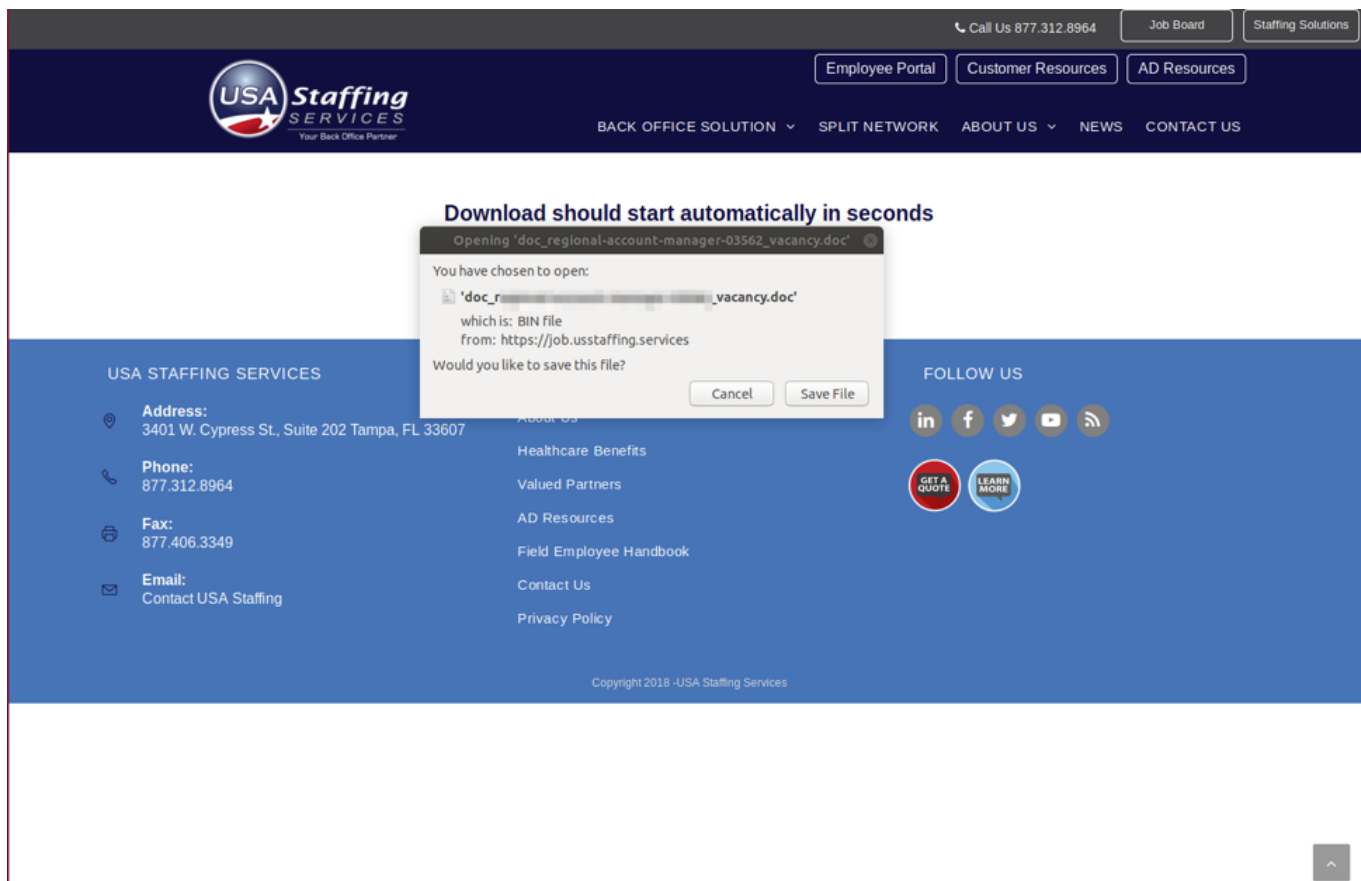 Call Us 877.312.8964
Job Board
Staffing Solutions
Employee Portal
Customer Resources
AD Resources
USA Staffing
SERVICES
Your Back Office Partner
BACK OFFICE SOLUTION
SPLIT NETWORK
ABOUT US
NEWS
CONTACT US
Download should start automatically in seconds
Opening 'doc_regional-account-manager-03562_vacancy.doc'
You have chosen to open:
'doc_r _vacancy.doc'
which is: BIN file
from: https://job.usstaffing.services
Would you like to save this file?
Cancel
Save File
USA STAFFING SERVICES
Address:
3401 W. Cypress St., Suite 202 Tampa, FL 33607
Phone:
877.312.8964
Fax:
877.406.3349
Email:
Contact USA Staffing
About Us
Healthcare Benefits
Valued Partners
AD Resources
Field Employee Handbook
Contact Us
Privacy Policy
FOLLOW US
in
f
GET A
QUOTE
LEARN
MORE
Copyright 2018 -USA Staffing Services